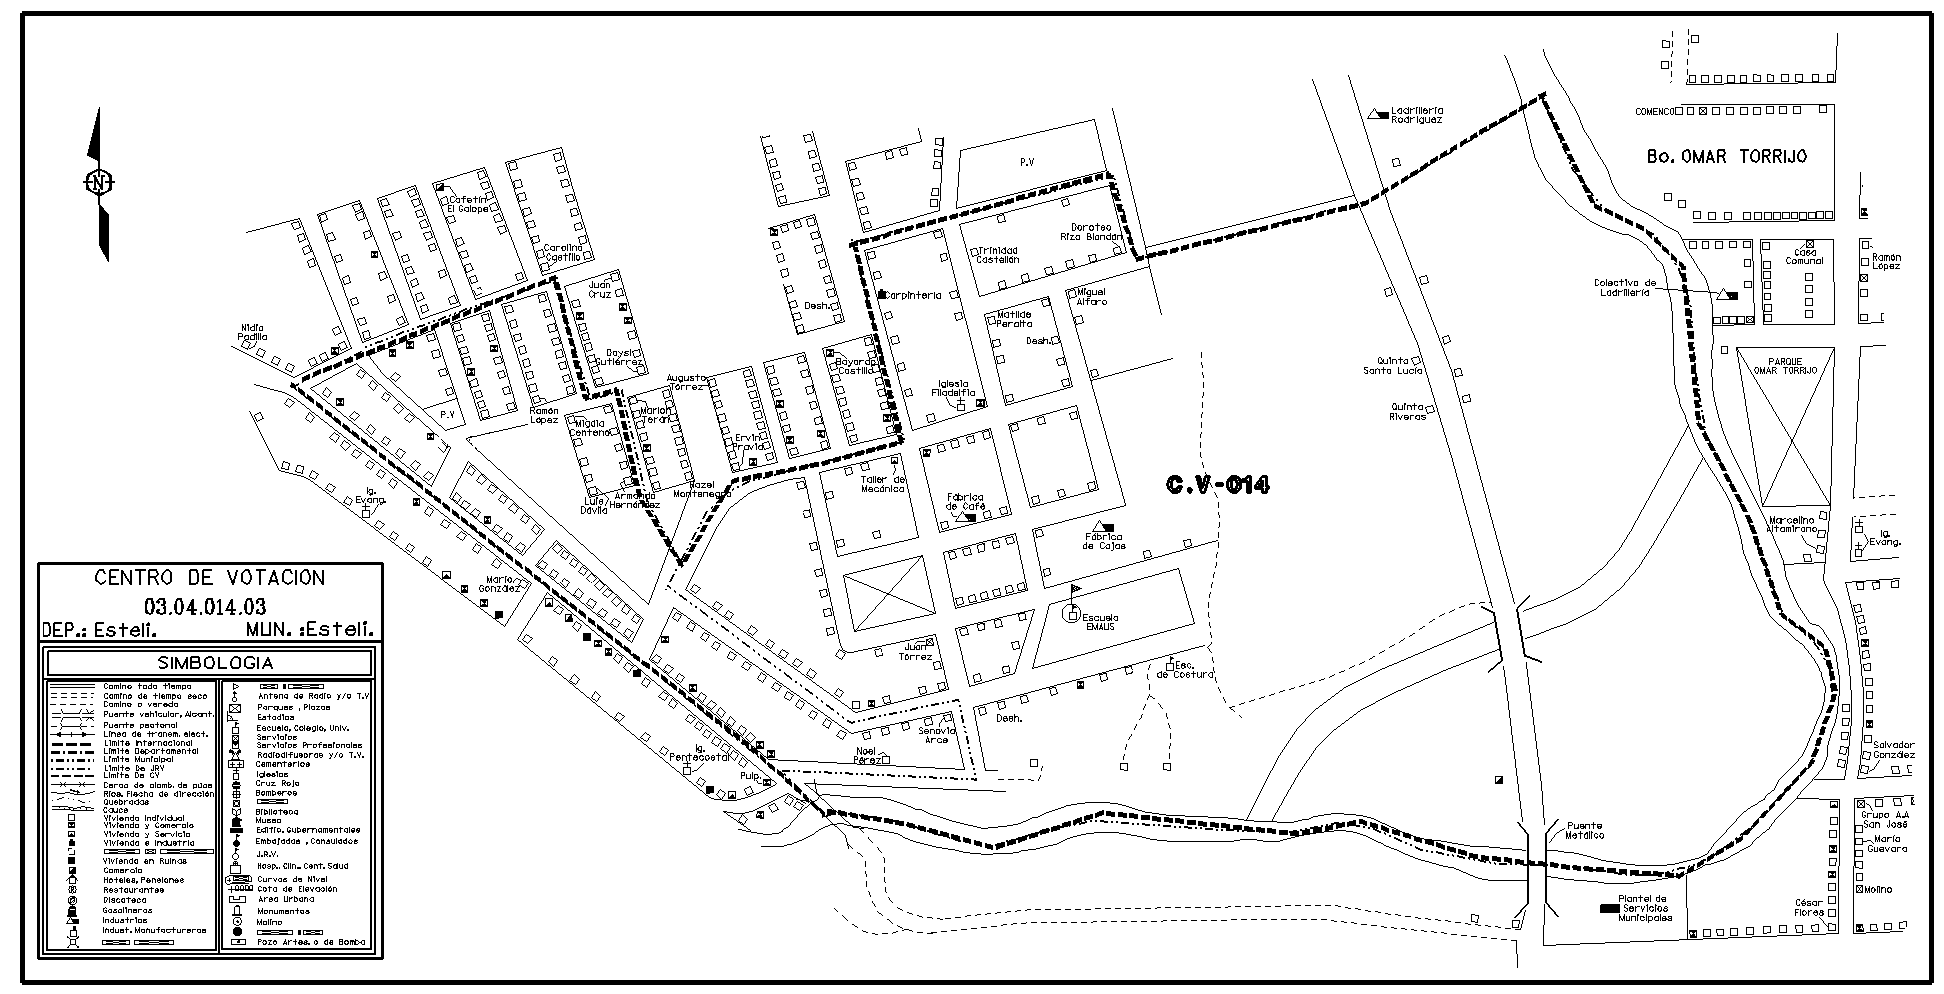 Ladrillería
Rodríguez
COMENCO
Bo. OMAR TORRIJO
P.V
N
Cafetín
El Galope
Carolina
Castillo
Juan
Cruz
Doroteo
Rizo Blandón
Trinidad
Castellón
Casa
Comunal
Ramón
López
Colectivo de
Ladrillería
Carpintería
Desh.
Miguel
Alfaro
Matilde
Peralta
Desh.
Nidia
Padilla
Daysi
Gutiérrez
Bayardo
Castillo
Quinta
Santa Lucía
PARQUE
OMAR TORRIJO
Augusto
Tórrez
Iglesia
Filadelfia
Quinta
Riveras
P.V
Ramón
López
Migdia
Centeno
Marlon
Terán
Ervin
Pravia
Taller de
Mecánica
C.V-014
Ig.
Evang.
Luis
Dávila
Armando
Hernández
Hazel
Montenegro
Fábrica
de Café
Fábrica
de Cajas
Marcelino
Altamirano
Ig.
Evang.
María
González
Escuela
EMAUS
Juan
Tórrez
Esc.
de Costura
Desh.
Senovia
Arce
Noel
Pérez
Ig.
Pentecostal
Pulp.
Salvador
González
Puente
Metálico
Grupo A.A
San José
María
Guevara
Molino
Plantel de
Servicios
Municipales
César
Flores
CENTRO DE VOTACION
03.04.014.03
DEP.: Estelí.
MUN. :Estelí.
SIMBOLOGIA
Camino todo tiempo
Camino de tiempo seco
Camino o vereda
Puente vehicular, Alcant.
Puente peatonal
Línea de transm. elect.
Límite Internacional
Límite Departamental
Límite Municipal
Límite De JRV
Límite De CV
Cerca de alamb. de púas
Ríos, flecha de dirección
Quebradas
Cauce
Vivienda Individual
Vivienda y Comercio
Vivienda y Servicio
Vivienda e Industria
Vivienda en Ruinas
Comercio
Hoteles, Pensiones
Restaurantes
Discoteca
Gasolineras
Industrias
Indust. Manufactureras
Antena de Radio y/o T.V
Parques , Plazas
Estadios
Escuela, Colegio, Univ.
Servicios
Servicios Profesionales
Radiodifusoras y/o T.V.
Cementerios
Iglesias
Cruz Roja
Bomberos
Biblioteca
Museo
Edific. Gubernamentales
Embajadas , Consulados
J.R.V.
Hosp., Clin., Cent. Salud
Curvas de Nivel
Cota de Elevación
Area Urbana
Monumentos
Molino
Pozo Artes. o de Bomba